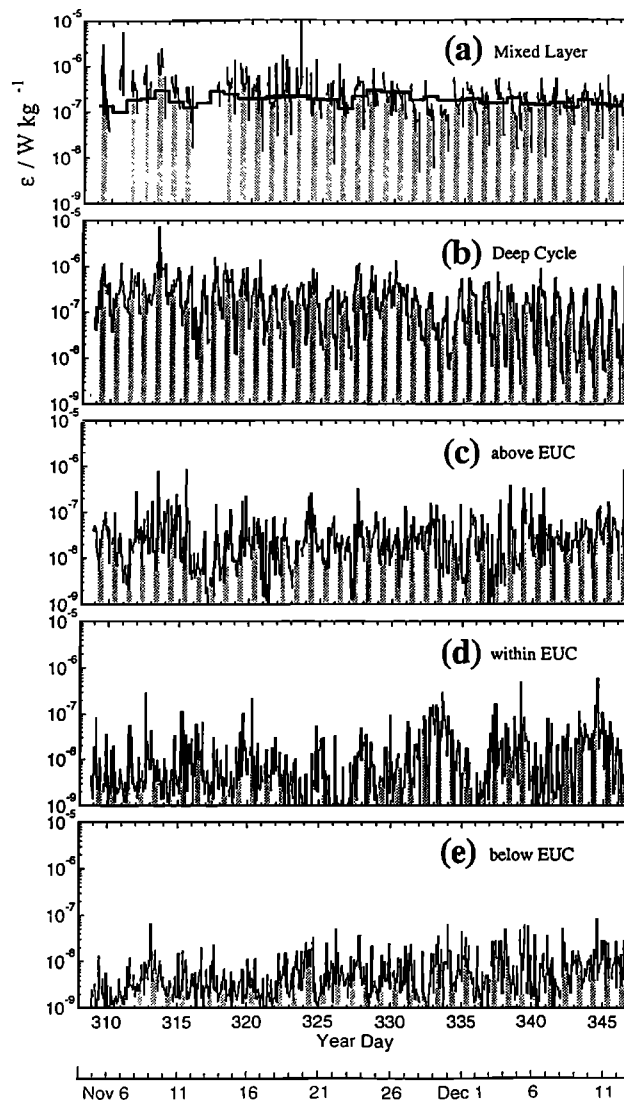 10⁻⁵
(a) Mixed Layer
10⁻⁶
ε / W kg ⁻¹
10⁻⁷
10⁻⁸
10⁻⁹
10⁻⁵
(b) Deep Cycle
10⁻⁶
10⁻⁷
10⁻⁸
10⁻⁹
10⁻⁵
(c) above EUC
10⁻⁶
10⁻⁷
10⁻⁸
10⁻⁹
10⁻⁵
(d) within EUC
10⁻⁶
10⁻⁷
10⁻⁸
10⁻⁹
10⁻⁵
(e) below EUC
10⁻⁶
10⁻⁷
10⁻⁸
10⁻⁹
310 315 320 325 330 335 340 345
Year Day
Nov 6 11 16 21 26 Dec 1 6 11